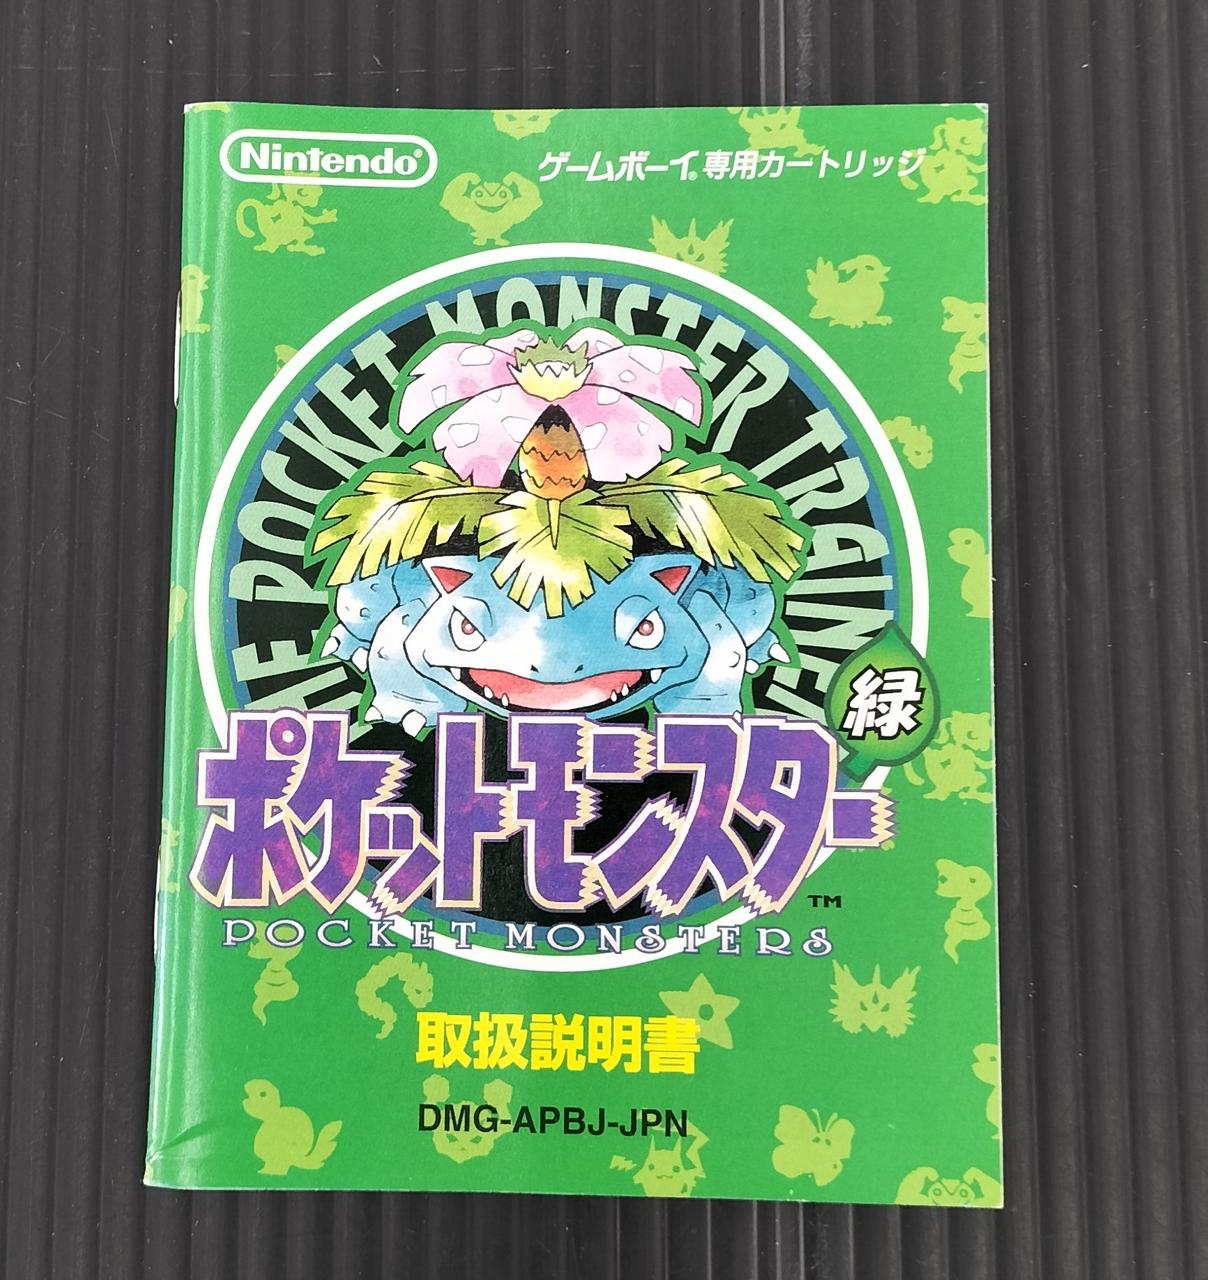 Nintendo®
ゲームボーイ®専用カートリッジ
POCKET MONSTER TRAINER
緑
ポケットモンスター™
POCKET MONSTERS
取扱説明書
DMG-APBJ-JPN